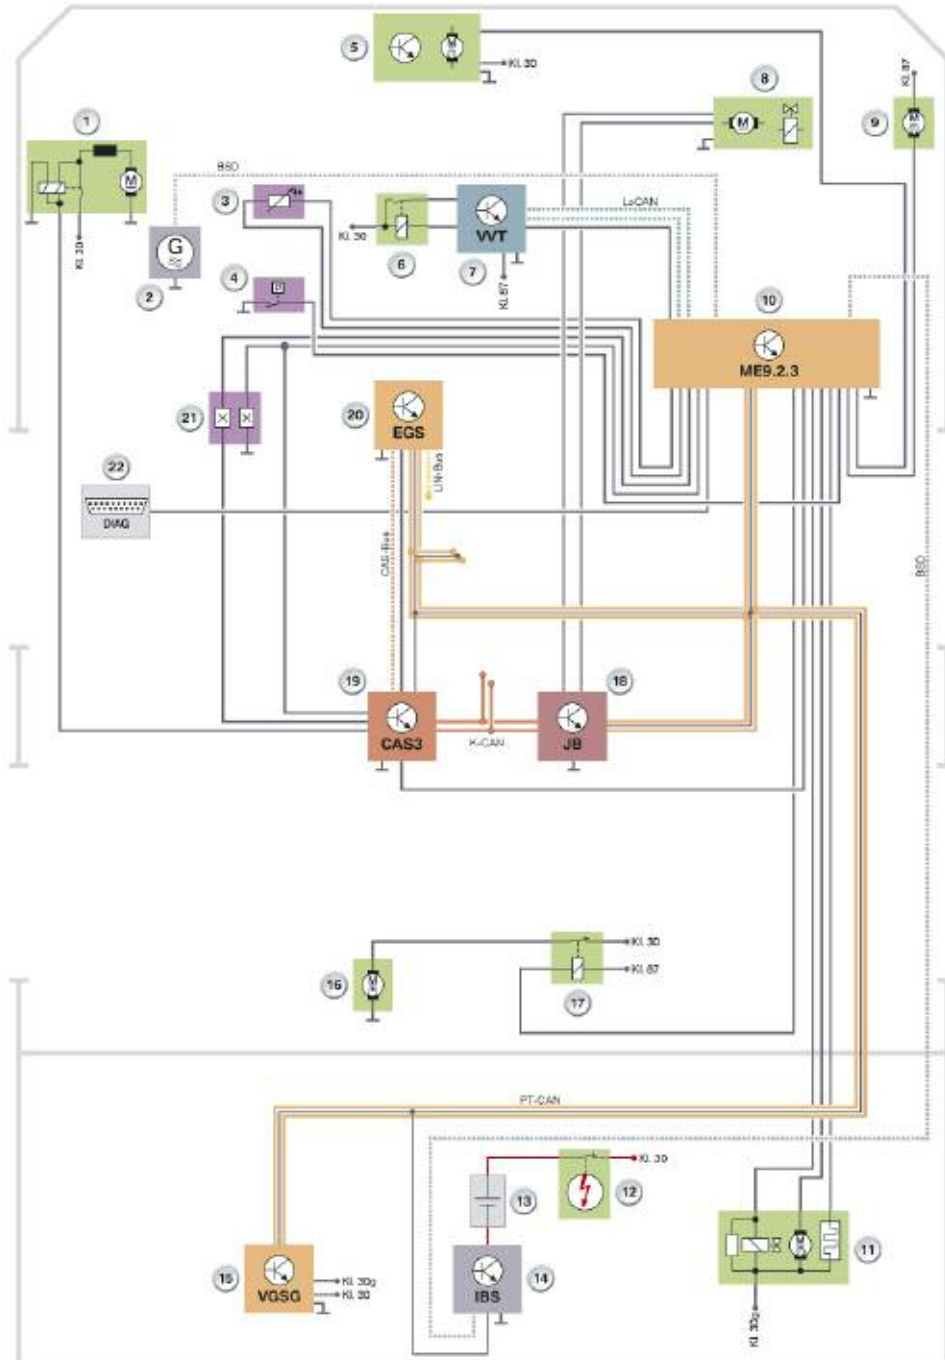 5
Kl. 30
Kl. 87
8
M
9
M
1
M
BSD
3
LoCAN
Kl. 30
G
2
4
P
Kl. 30
6
VVT
7
Kl. 87
10
ME9.2.3
21
20
EGS
LIN-Bus
22
DIAG
CAS-Bus
BSD
19
CAS3
K-CAN
18
JB
16
M
Kl. 30
Kl. 87
17
PT-CAN
Kl. 30
12
13
14
IBS
15
VGSG
Kl. 30g
Kl. 30
11
Kl. 30g